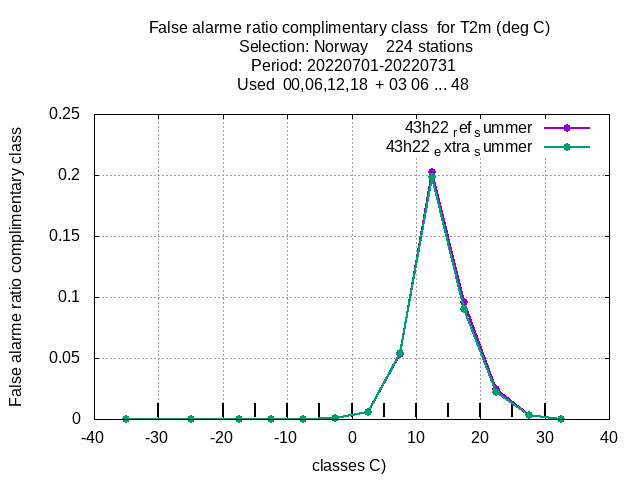 False alarme ratio complimentary class for T2m (deg C)
Selection: Norway 224 stations
Period: 20220701-20220731
Used 00,06,12,18 + 03 06 ... 48
43h22 ref summer
43h22 extra summer
False alarme ratio complimentary class
0.25
0.2
0.15
0.1
0.05
0
-40 -30 -20 -10 0 10 20 30 40
classes C)